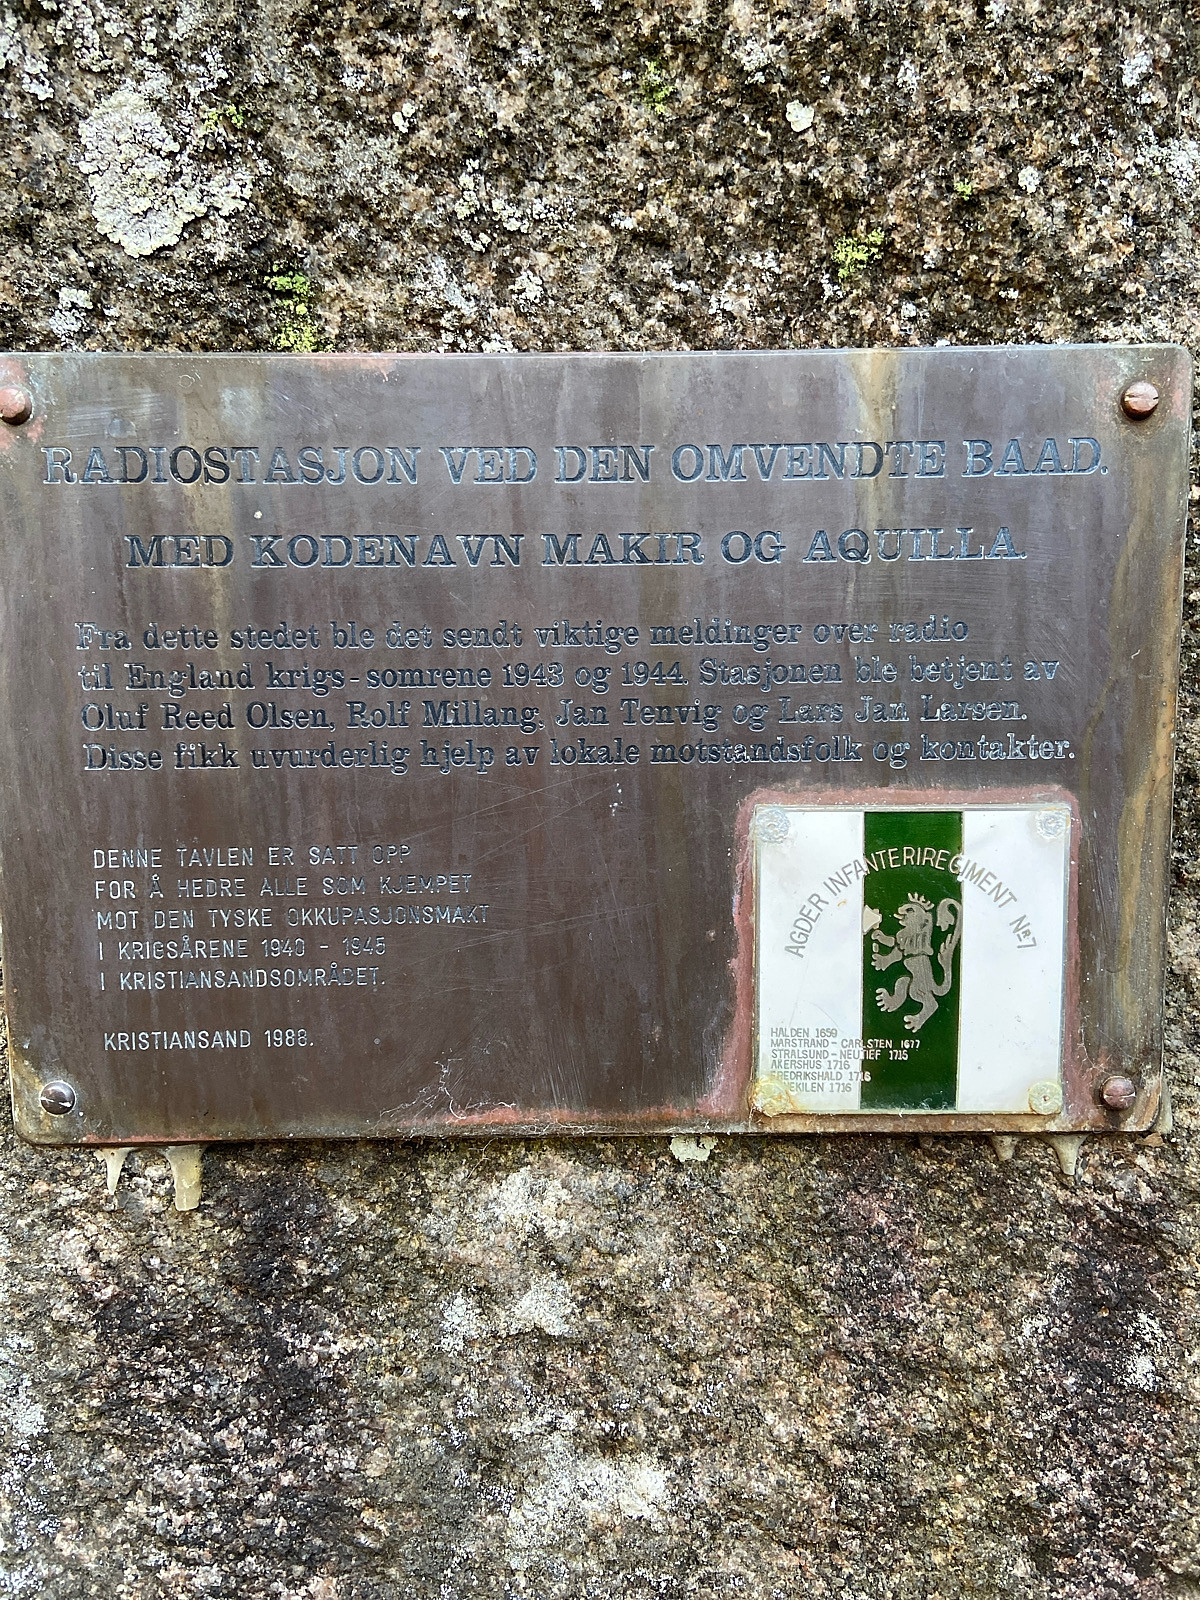 RADIOSTASJON VED DEN OMVENDTE BAAD.
MED KODENAVN MAKIR OG AQUILLA.
Fra dette stedet ble det sendt viktige meldinger over radio
til England krigs-somrene 1943 og 1944. Stasjonen ble betjent av
Oluf Reed Olsen, Rolf Millang, Jan Tenvig og Lars Jan Larsen.
Disse fikk uvurderlig hjelp av lokale motstandsfolk og kontakter.
DENNE TAVLEN ER SATT OPP
FOR Å HEDRE ALLE SOM KJEMPET
MOT DEN TYSKE OKKUPASJONSMAKT
I KRIGSÅRENE 1940 - 1945
I KRISTIANSANDSOMRÅDET.
KRISTIANSAND 1988.
AGDER INFANTERIREGIMENT NR.7
HALDEN 1659
MARSTRAND - CARLSTEN 1677
STRALSUND - NEUTIEF 1715
AKERSHUS 1716
FREDRIKSHALD 1716
1716